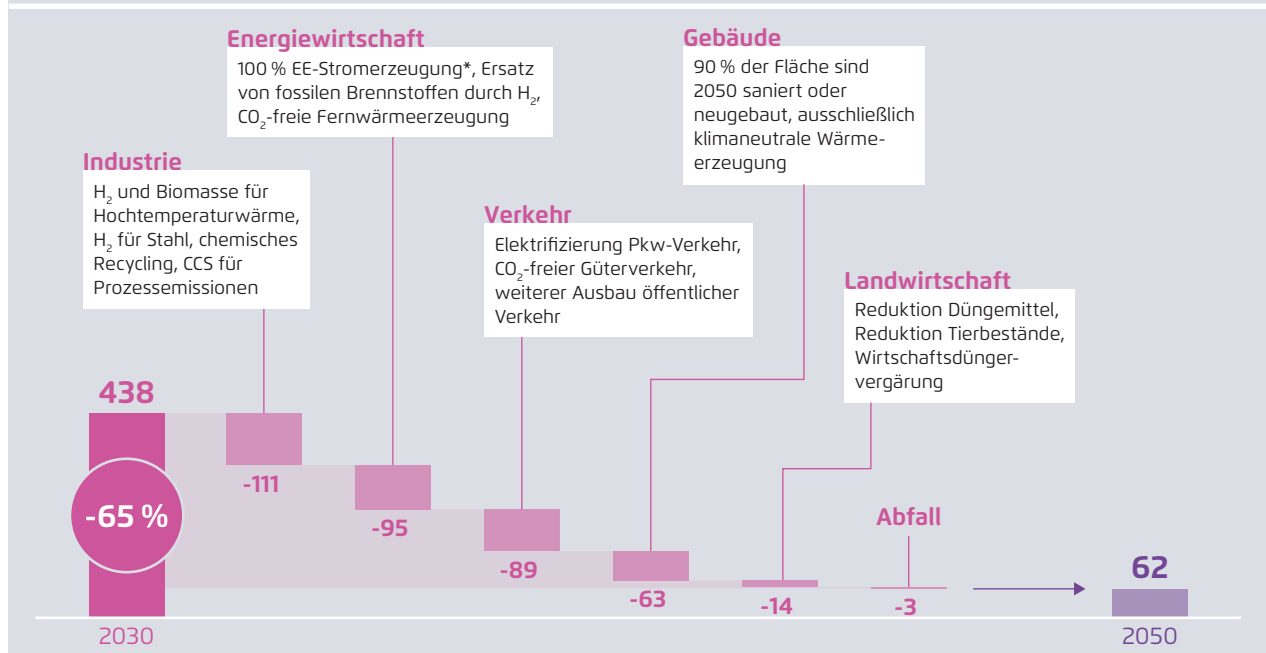 Energiewirtschaft
100 % EE-Stromerzeugung*, Ersatz
von fossilen Brennstoffen durch H₂,
CO₂-freie Fernwärmeerzeugung
Gebäude
90 % der Fläche sind
2050 saniert oder
neugebaut, ausschließlich
klimaneutrale Wärme-
erzeugung
Industrie
H₂ und Biomasse für
Hochtemperaturwärme,
H₂ für Stahl, chemisches
Recycling, CCS für
Prozessemissionen
Verkehr
Elektrifizierung Pkw-Verkehr,
CO₂-freier Güterverkehr,
weiterer Ausbau öffentlicher
Verkehr
Landwirtschaft
Reduktion Düngemittel,
Reduktion Tierbestände,
Wirtschaftsdünger-
vergärung
438
-65 %
-111
-95
-89
-63
-14
Abfall
-3
62
2030
2050